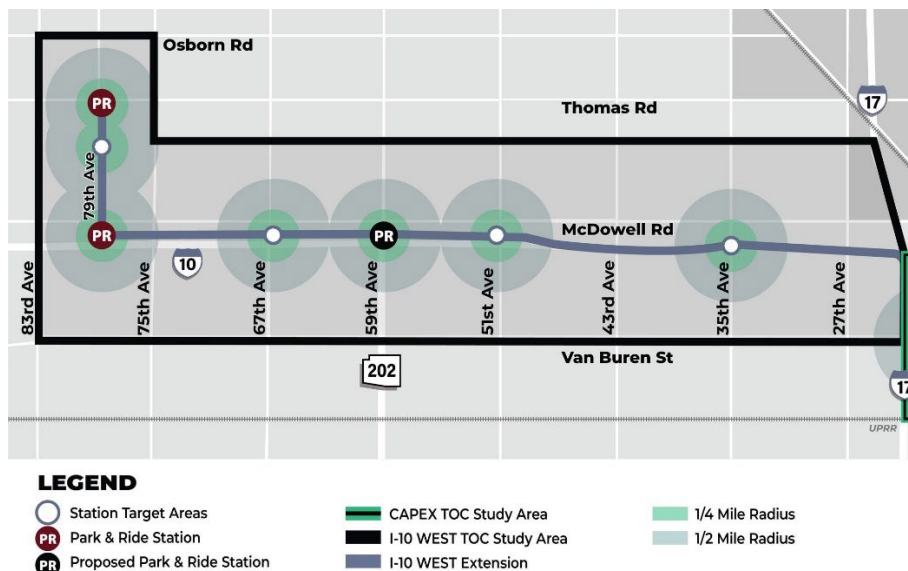 Osborn Rd
Thomas Rd
17
PR
79th Ave
PR
PR
McDowell Rd
10
83rd Ave
75th Ave
67th Ave
59th Ave
51st Ave
43rd Ave
35th Ave
27th Ave
Van Buren St
202
17
UPRR
LEGEND
Station Target Areas
PR Park & Ride Station
PR Proposed Park & Ride Station
CAPEX TOC Study Area
I-10 WEST TOC Study Area
I-10 WEST Extension
1/4 Mile Radius
1/2 Mile Radius